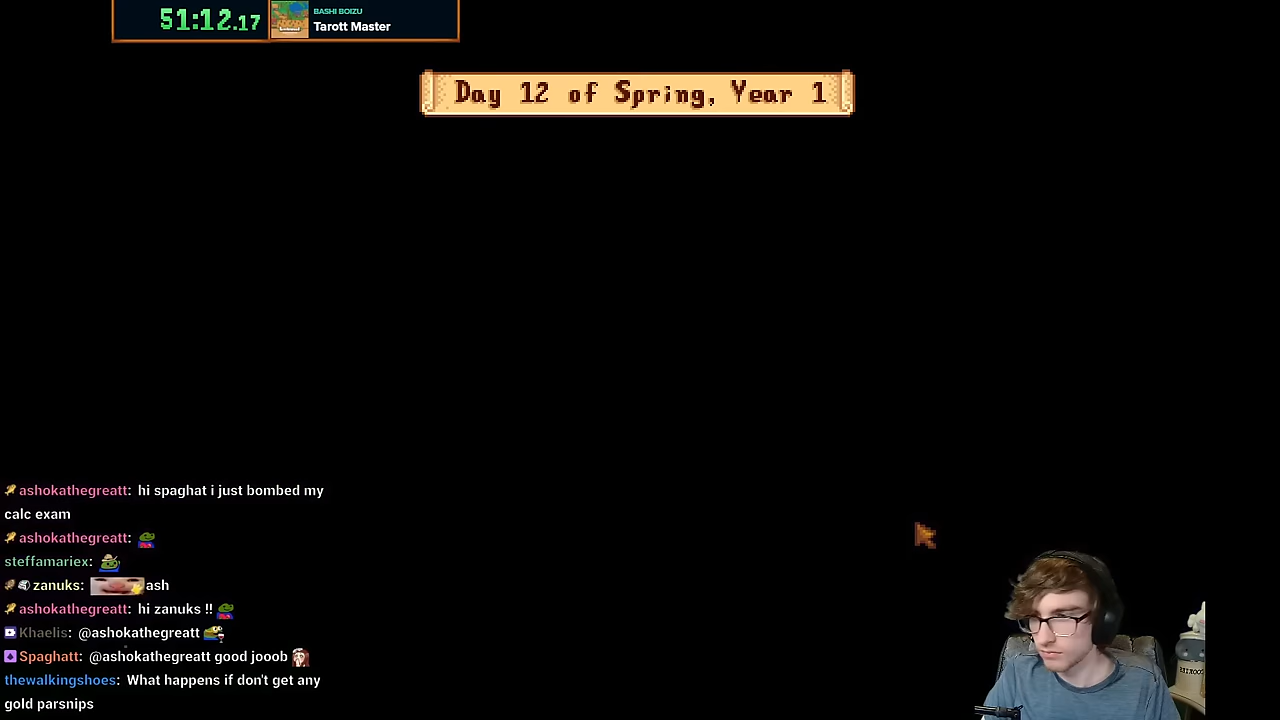 51:12.17
BASHI BOIZU
Tarott Master
Day 12 of Spring, Year 1
ashokathegreatt: hi spaghat i just bombed my
calc exam
ashokathegreatt:
steffamariex:
zanuks: ash
ashokathegreatt: hi zanuks !!
Khaelis: @ashokathegreatt
Spaghatt: @ashokathegreatt good jooob
thewalkingshoes: What happens if don't get any
gold parsnips